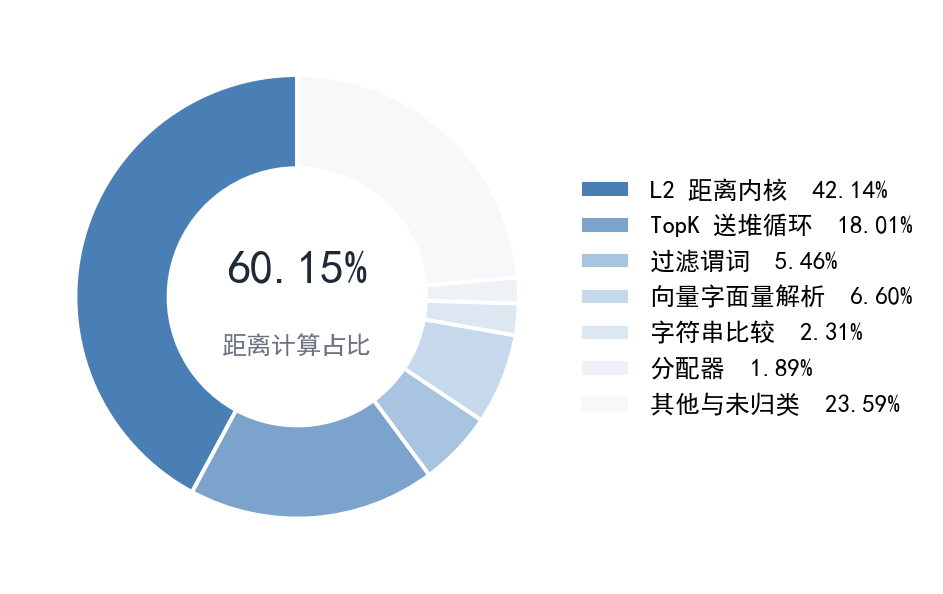 60.15%
距离计算占比
L2 距离内核 42.14%
TopK 送堆循环 18.01%
过滤谓词 5.46%
向量字面量解析 6.60%
字符串比较 2.31%
分配器 1.89%
其他与未归类 23.59%